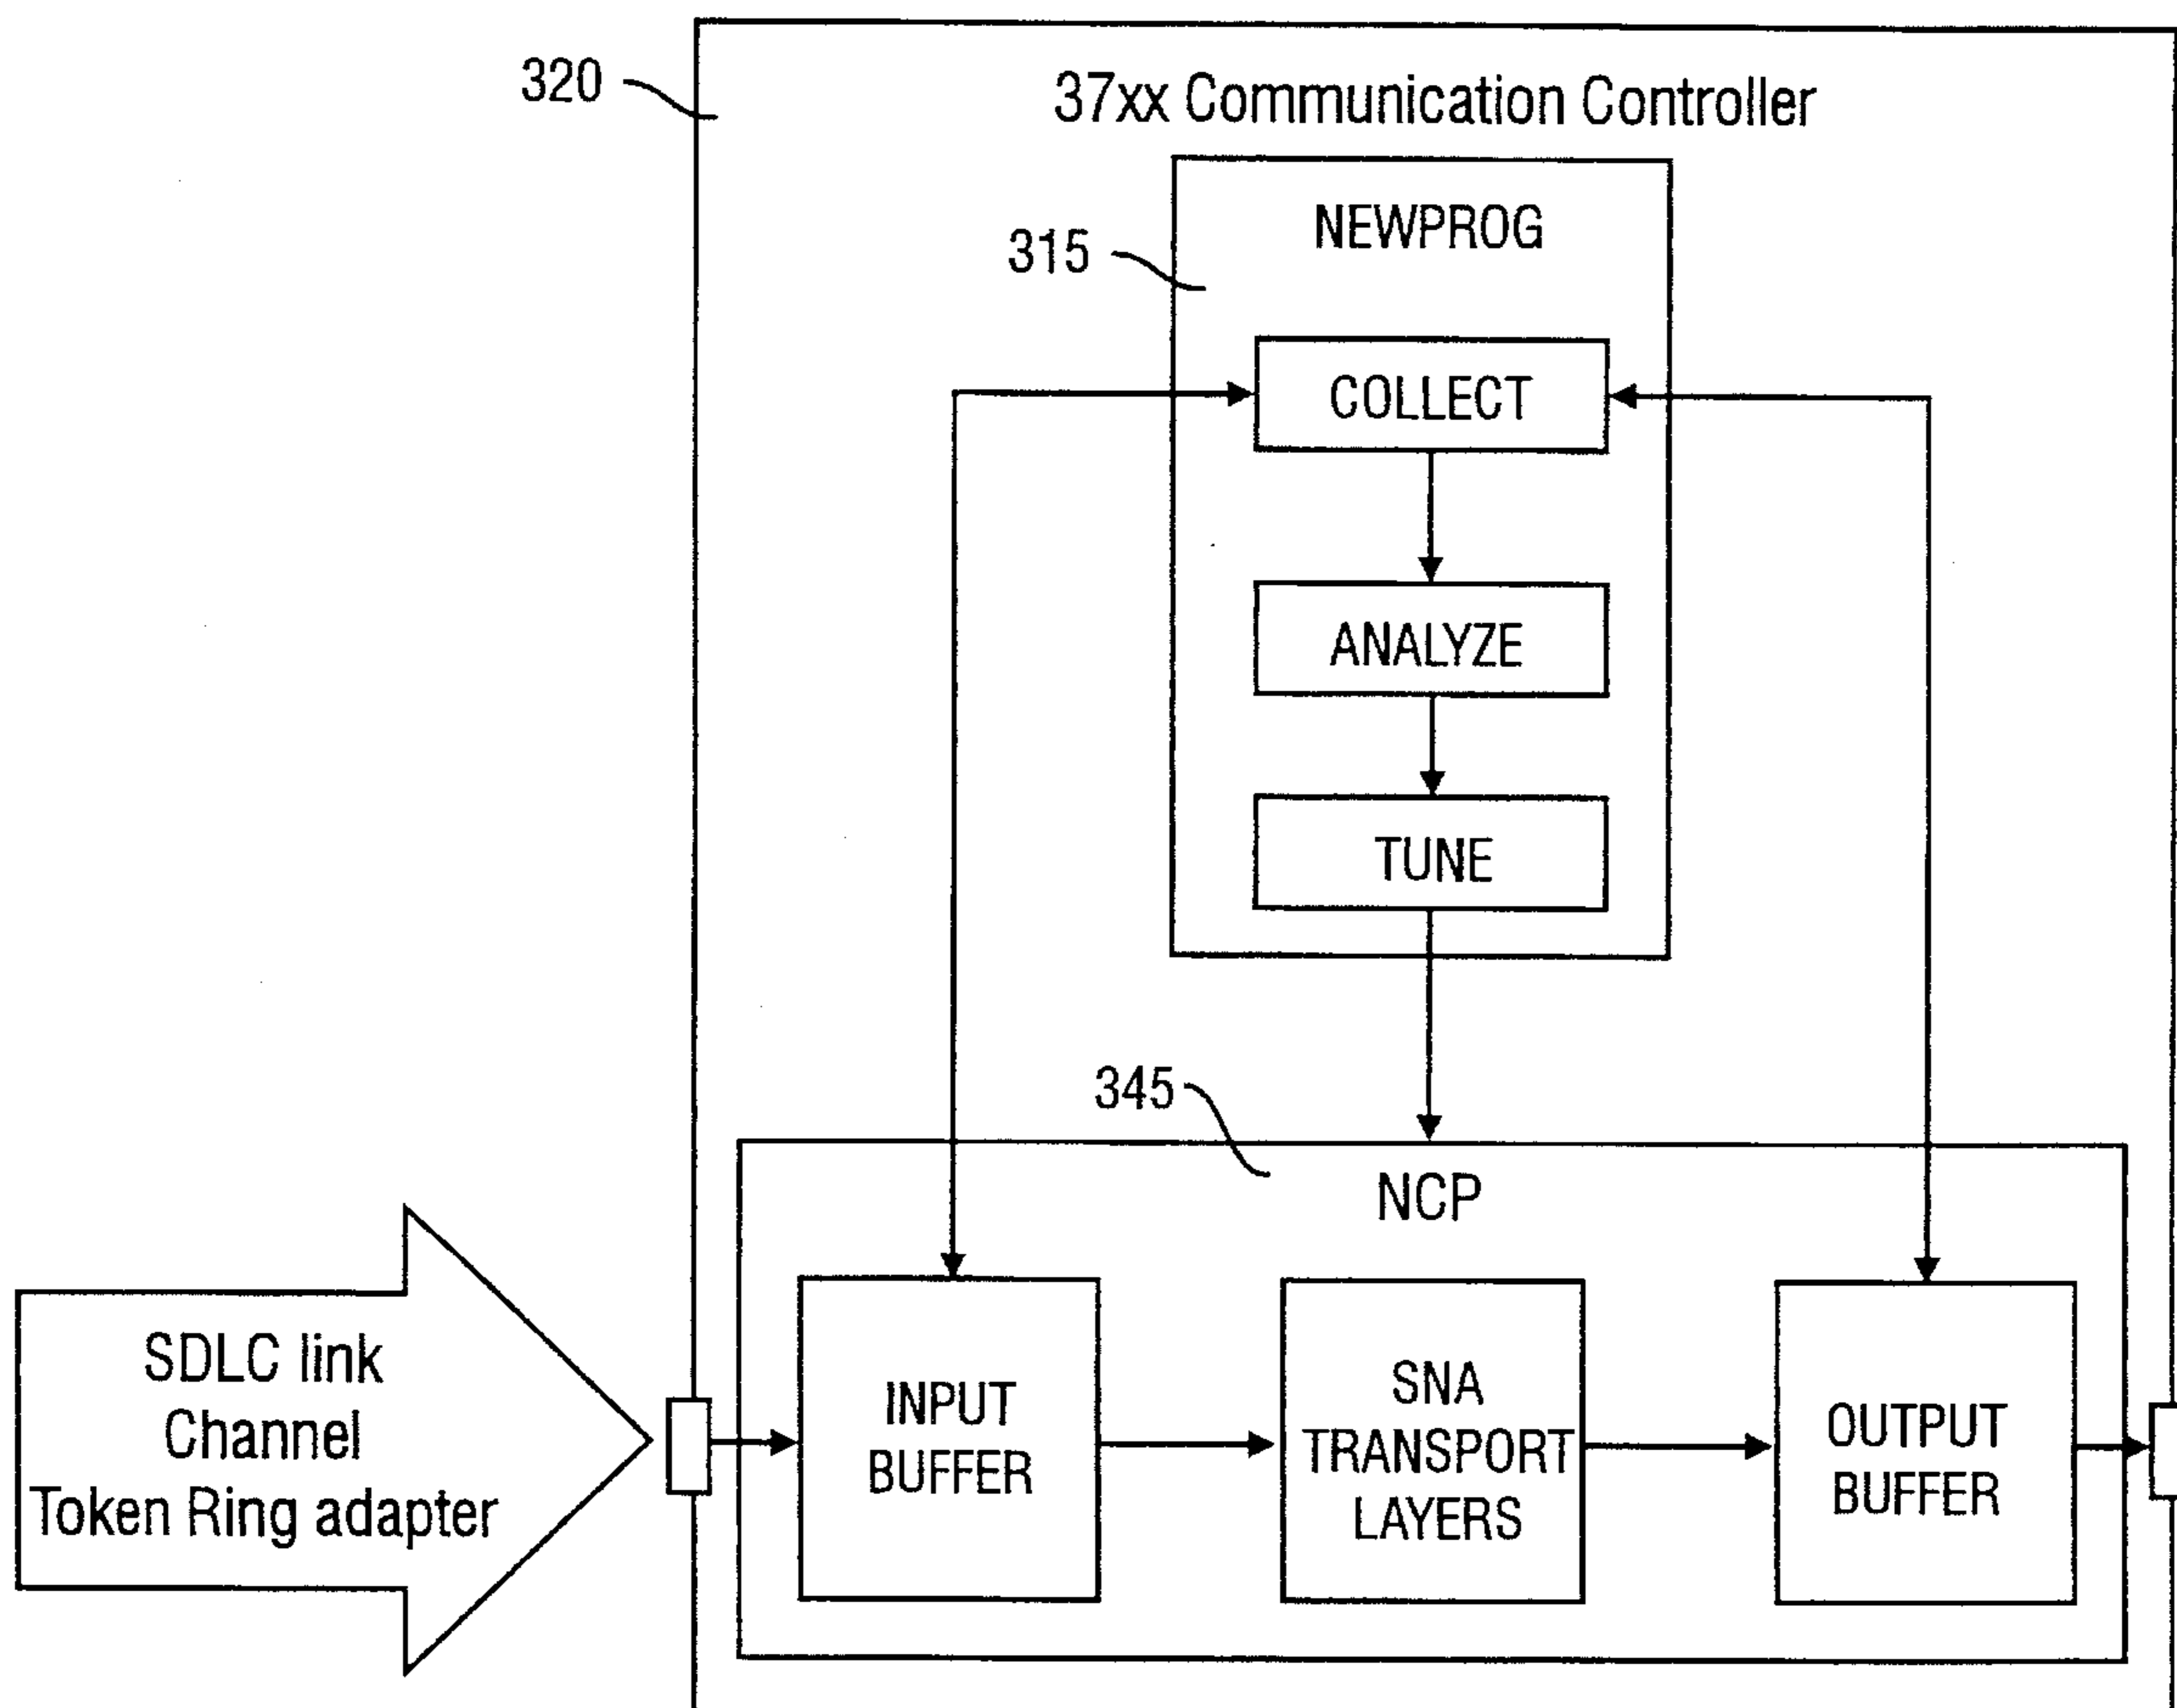 320
37xx Communication Controller
315
NEWPROG
COLLECT
ANALYZE
TUNE
345
NCP
SDLC link
Channel
Token Ring adapter
INPUT
BUFFER
SNA
TRANSPORT
LAYERS
OUTPUT
BUFFER